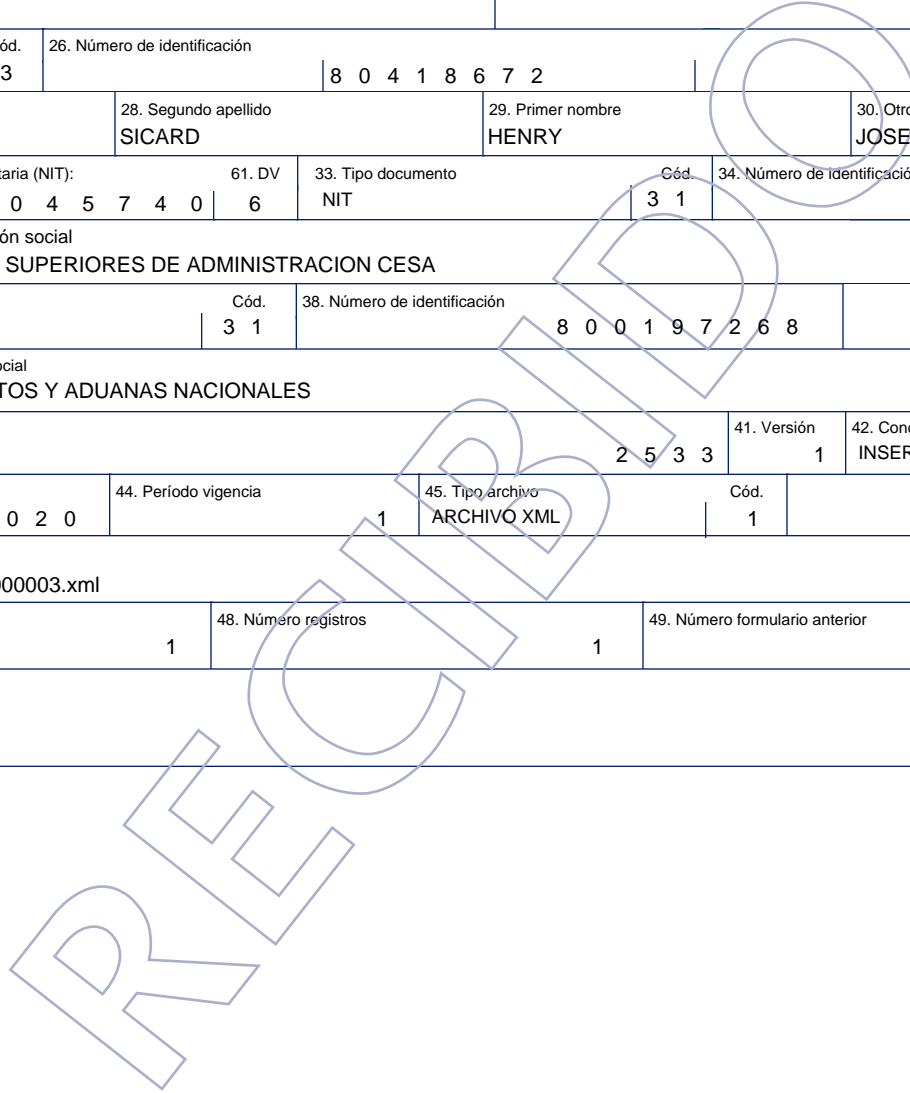 ód. 26. Número de identificación
3 8 0 4 1 8 6 7 2
28. Segundo apellido 29. Primer nombre 30. Otro
SICARD HENRY JOSE
taria (NIT): 61. DV 33. Tipo documento Cód. 34. Número de identificació
0 4 5 7 4 0 6 NIT 3 1
ón social
SUPERIORES DE ADMINISTRACION CESA
Cód. 38. Número de identificación
3 1 8 0 0 1 9 7 2 6 8
ocial
TOS Y ADUANAS NACIONALES
41. Versión 42. Conc
2 5 3 3 1 INSER
44. Período vigencia 45. Tipo archivo Cód.
0 2 0 1 ARCHIVO XML 1
000003.xml
48. Número registros 49. Número formulario anterior
1 1
RECIBIDO